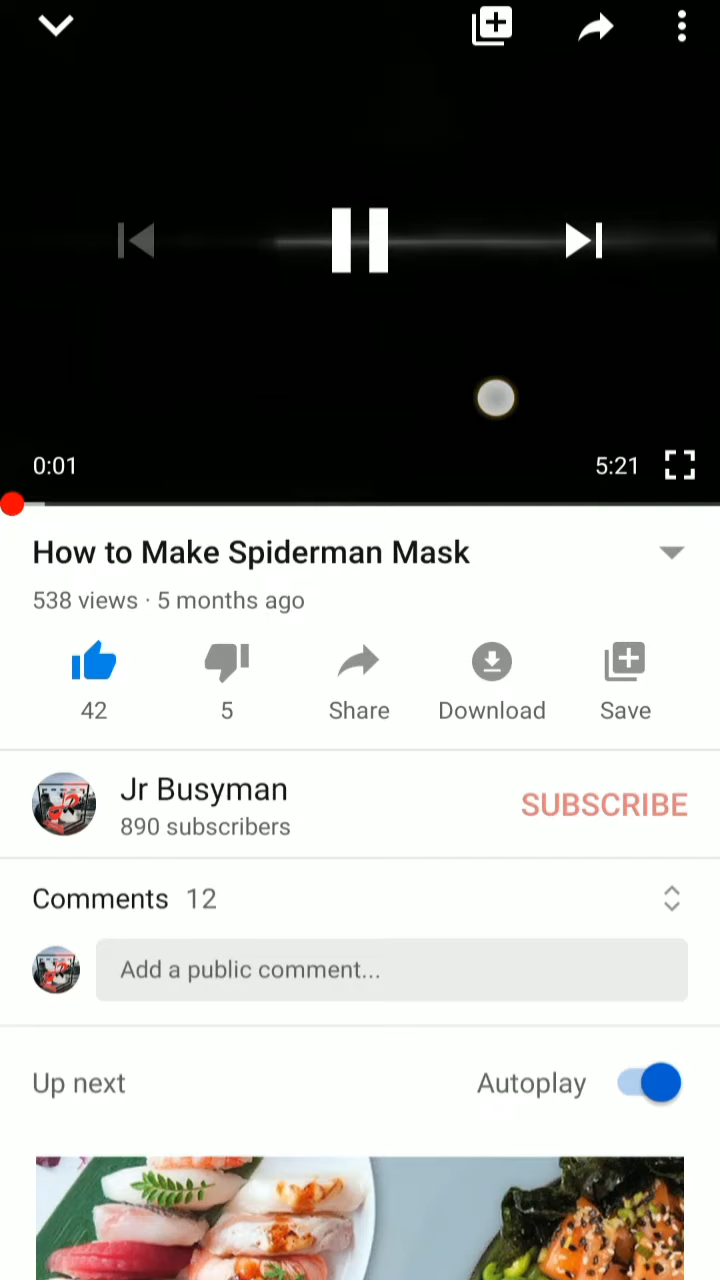 0:01 5:21
How to Make Spiderman Mask
538 views · 5 months ago
42 5 Share Download Save
Jr Busyman
890 subscribers
SUBSCRIBE
Comments 12
Add a public comment...
Up next Autoplay